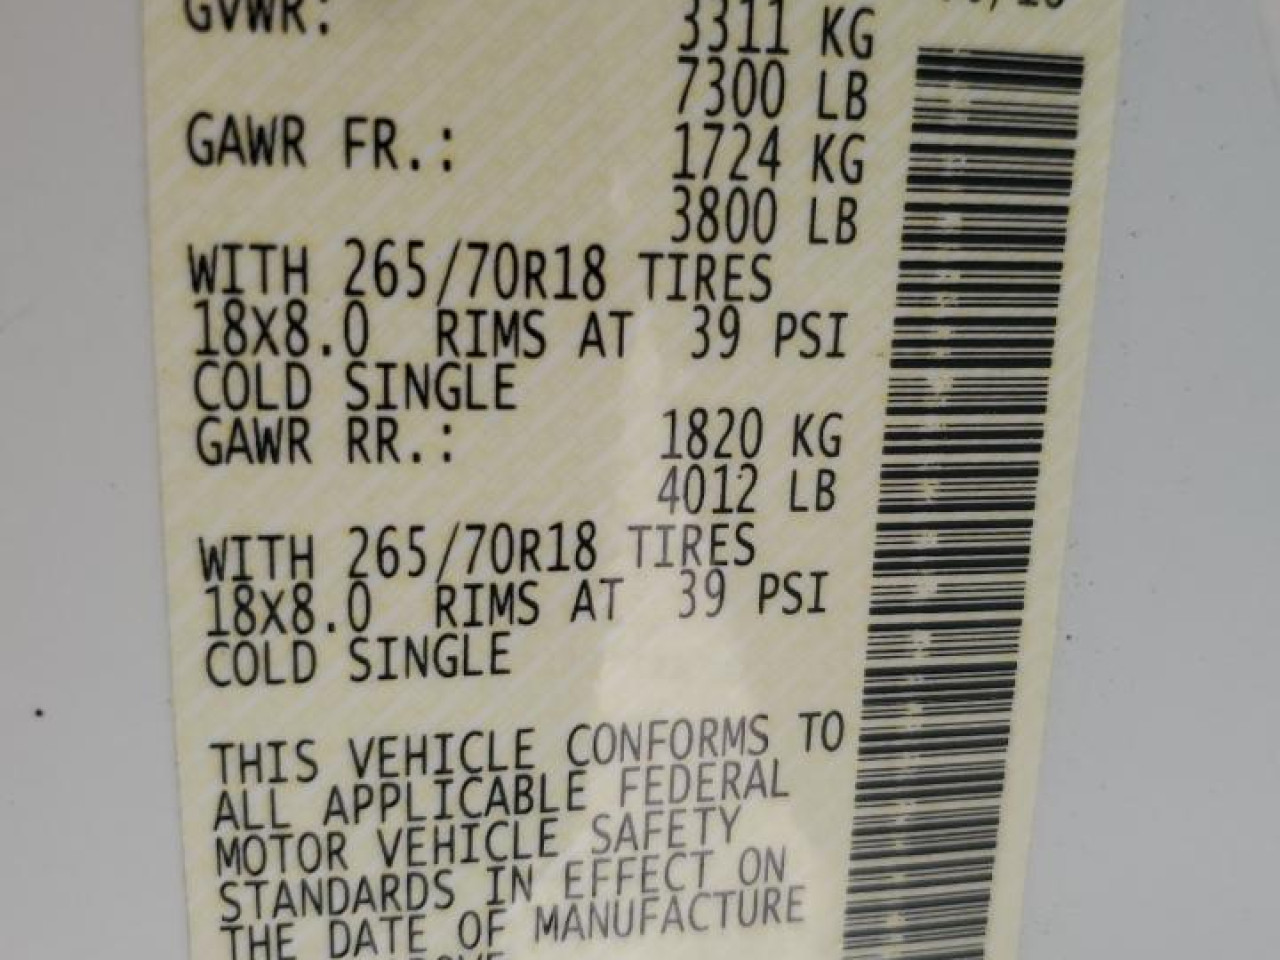 GVWR: 3311 KG
7300 LB
GAWR FR.: 1724 KG
3800 LB
WITH 265/70R18 TIRES
18X8.0 RIMS AT 39 PSI
COLD SINGLE
GAWR RR.: 1820 KG
4012 LB
WITH 265/70R18 TIRES
18X8.0 RIMS AT 39 PSI
COLD SINGLE
THIS VEHICLE CONFORMS TO
ALL APPLICABLE FEDERAL
MOTOR VEHICLE SAFETY
STANDARDS IN EFFECT ON
THE DATE OF MANUFACTURE